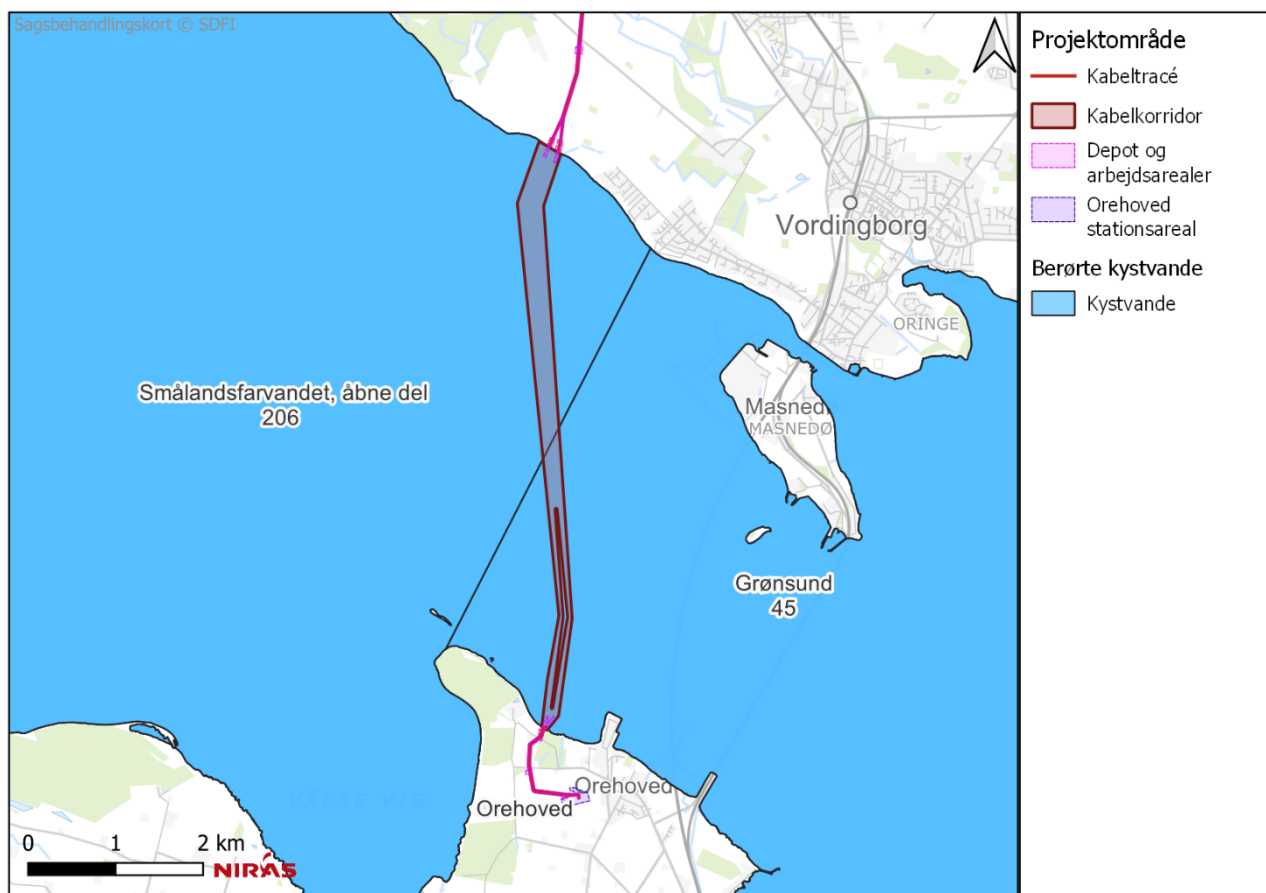 Sagsbehandlingskort © SDFI
Vordingborg
ORINGE
Smålandsfarvandet, åbne del
206
MASNEDØ
Grønsund
45
Orehoved
Orehoved
VÅLSE VIG
0 1 2 km
NIRAS
Projektområde
Kabeltracé
Kabelkorridor
Depot og
arbejdsarealer
Orehoved
stationsareal
Berørte kystvande
Kystvande